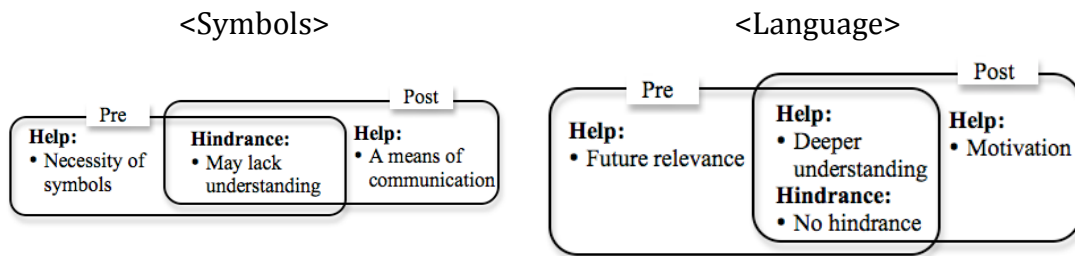 <Symbols>
Pre
Post
Help:
• Necessity of
symbols
Hindrance:
• May lack
understanding
Help:
• A means of
communication
<Language>
Pre
Post
Help:
• Future relevance
Help:
• Deeper
understanding
Hindrance:
• No hindrance
Help:
• Motivation